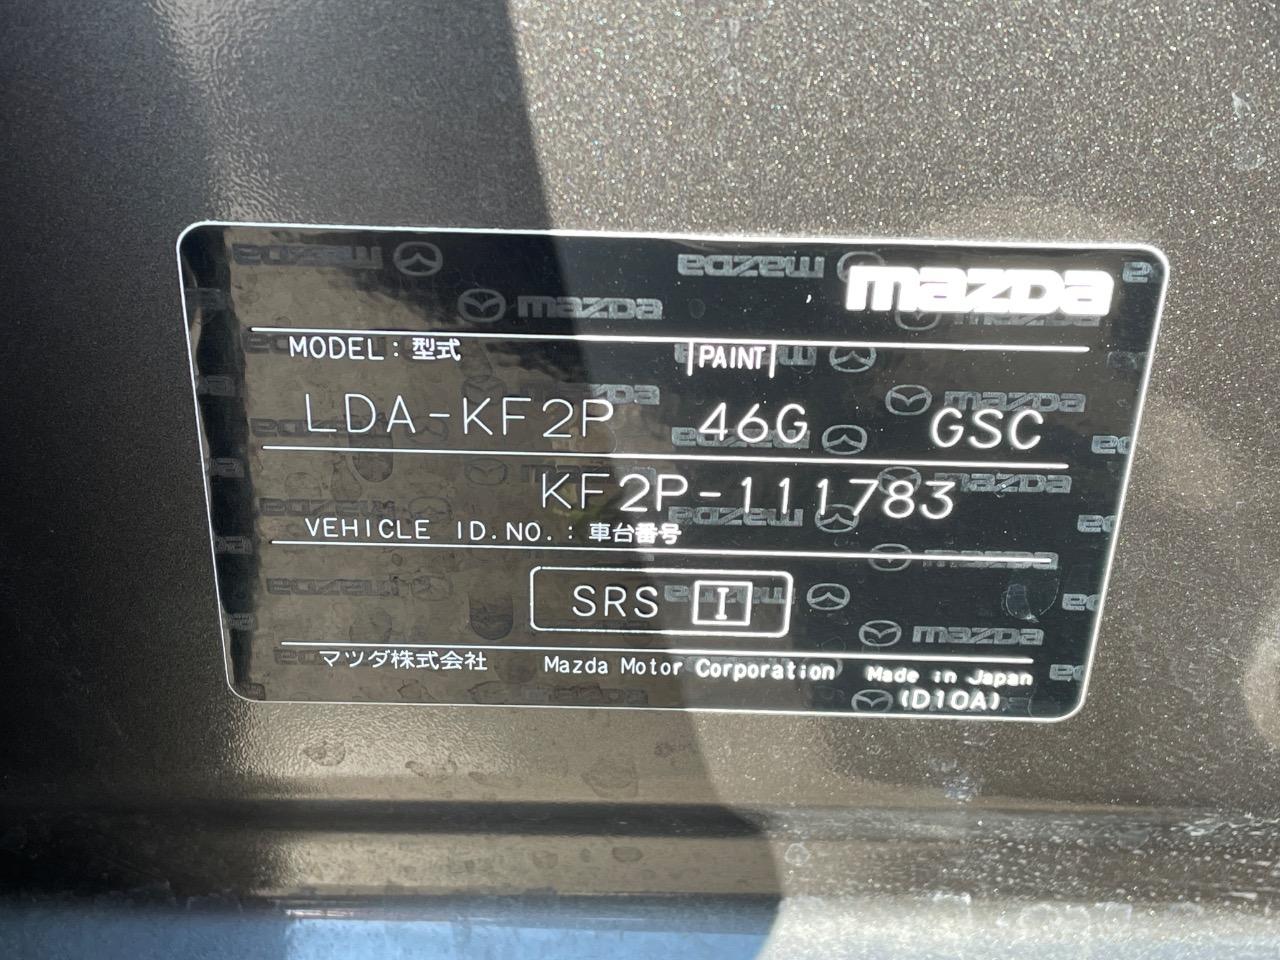 mazda
MODEL: 型式 PAINT
LDA-KF2P 46G GSC
KF2P-111783
VEHICLE ID.NO.: 車台番号
SRS I
マツダ株式会社 Mazda Motor Corporation Made in Japan
(D10A)